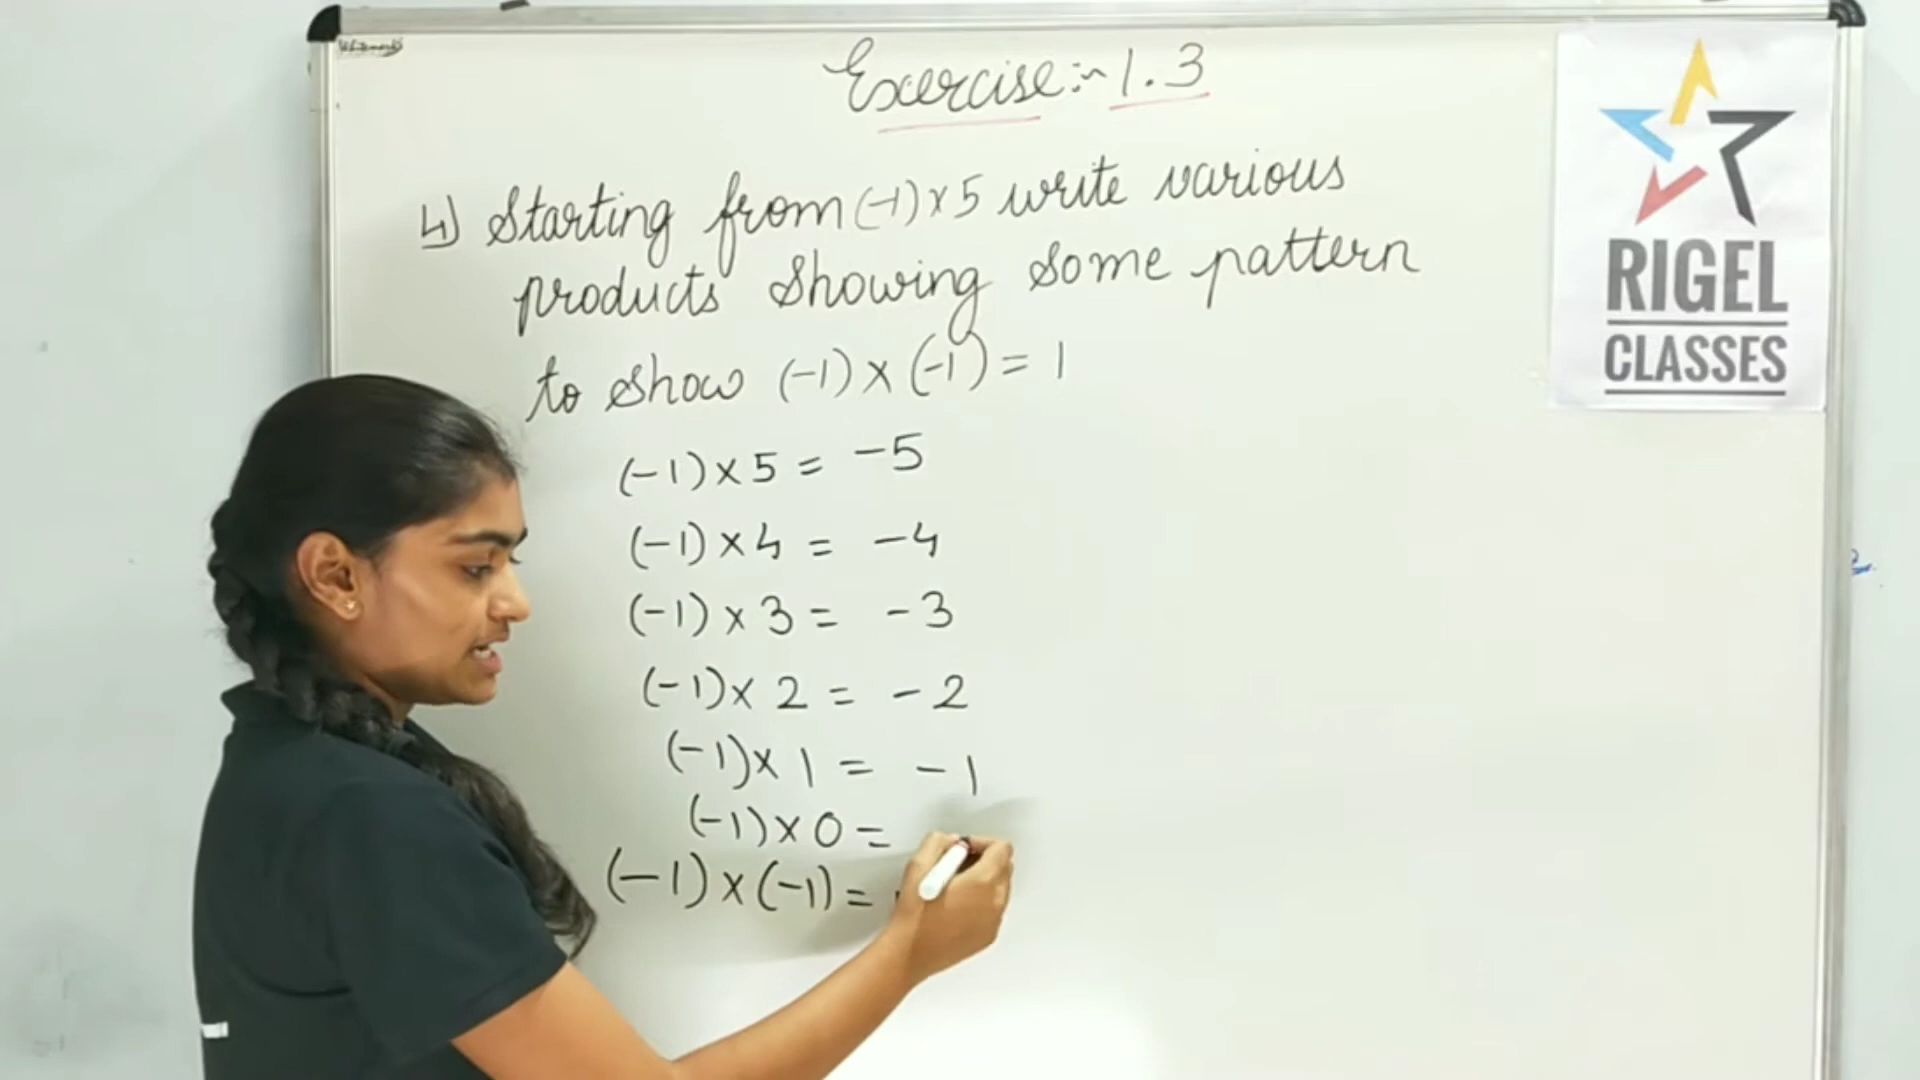 Whitemark
Exercise:~ 1.3
4) Starting from (-1) × 5 write various
products showing some pattern
to show (-1) × (-1) = 1
(-1) × 5 = -5
(-1) × 4 = -4
(-1) × 3 = -3
(-1) × 2 = -2
(-1) × 1 = -1
(-1) × 0 =
(-1) × (-1) =
RIGEL
CLASSES